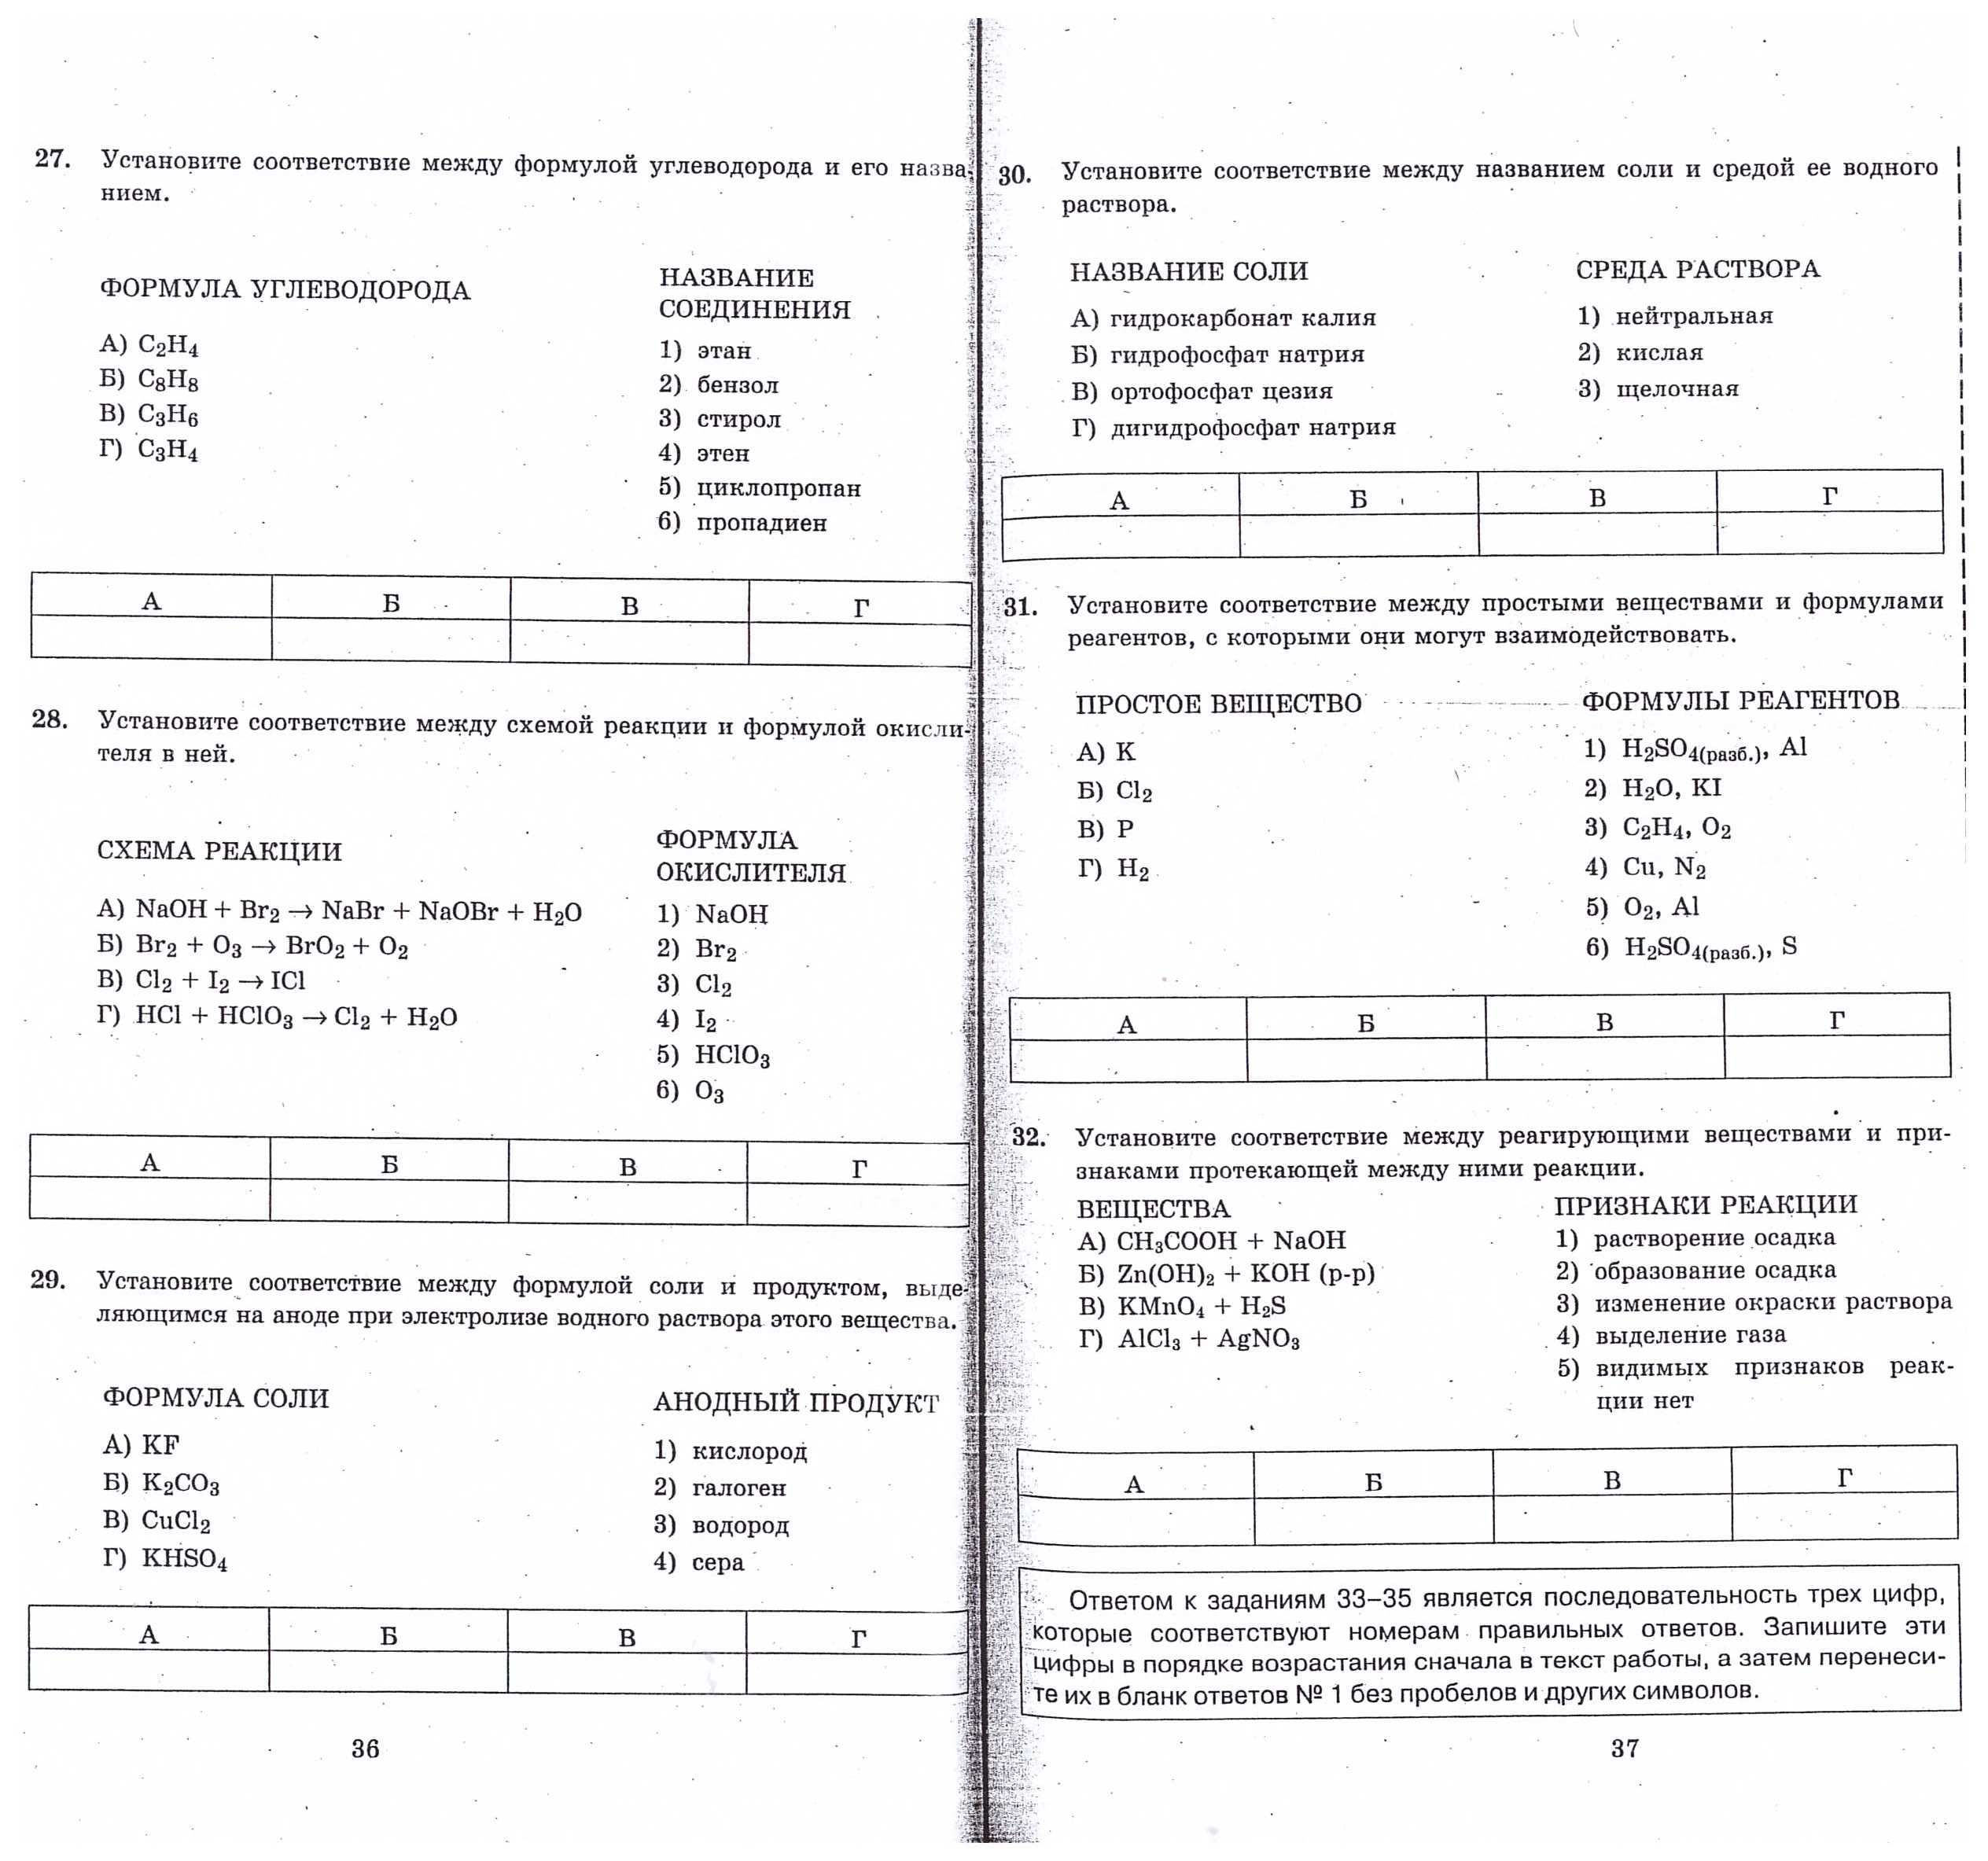 27. Установите соответствие между формулой углеводорода и его назва-
нием.
ФОРМУЛА УГЛЕВОДОРОДА
НАЗВАНИЕ
СОЕДИНЕНИЯ
А) C₂H₄
Б) C₈H₈
В) C₃H₆
Г) C₃H₄
1) этан
2) бензол
3) стирол
4) этен
5) циклопропан
6) пропадиен
А Б В Г
28. Установите соответствие между схемой реакции и формулой окисли-
теля в ней.
СХЕМА РЕАКЦИИ
ФОРМУЛА
ОКИСЛИТЕЛЯ
А) NaOH + Br₂ → NaBr + NaOBr + H₂O
Б) Br₂ + O₃ → BrO₂ + O₂
В) Cl₂ + I₂ → ICl
Г) HCl + HClO₃ → Cl₂ + H₂O
1) NaOH
2) Br₂
3) Cl₂
4) I₂
5) HClO₃
6) O₃
А Б В Г
29. Установите соответствие между формулой соли и продуктом, выде-
ляющимся на аноде при электролизе водного раствора этого вещества.
ФОРМУЛА СОЛИ
АНОДНЫЙ ПРОДУКТ
А) KF
Б) K₂CO₃
В) CuCl₂
Г) KHSO₄
1) кислород
2) галоген
3) водород
4) сера
А Б В Г
36
30. Установите соответствие между названием соли и средой ее водного
раствора.
НАЗВАНИЕ СОЛИ
СРЕДА РАСТВОРА
А) гидрокарбонат калия
Б) гидрофосфат натрия
В) ортофосфат цезия
Г) дигидрофосфат натрия
1) нейтральная
2) кислая
3) щелочная
А Б В Г
31. Установите соответствие между простыми веществами и формулами
реагентов, с которыми они могут взаимодействовать.
ПРОСТОЕ ВЕЩЕСТВО
ФОРМУЛЫ РЕАГЕНТОВ
А) K
Б) Cl₂
В) P
Г) H₂
1) H₂SO₄(разб.), Al
2) H₂O, KI
3) C₂H₄, O₂
4) Cu, N₂
5) O₂, Al
6) H₂SO₄(разб.), S
А Б В Г
32. Установите соответствие между реагирующими веществами и при-
знаками протекающей между ними реакции.
ВЕЩЕСТВА
ПРИЗНАКИ РЕАКЦИИ
А) CH₃COOH + NaOH
Б) Zn(OH)₂ + KOH (р-р)
В) KMnO₄ + H₂S
Г) AlCl₃ + AgNO₃
1) растворение осадка
2) образование осадка
3) изменение окраски раствора
4) выделение газа
5) видимых признаков реак-
ции нет
А Б В Г
Ответом к заданиям 33–35 является последовательность трех цифр,
которые соответствуют номерам правильных ответов. Запишите эти
цифры в порядке возрастания сначала в текст работы, а затем перенеси-
те их в бланк ответов № 1 без пробелов и других символов.
37